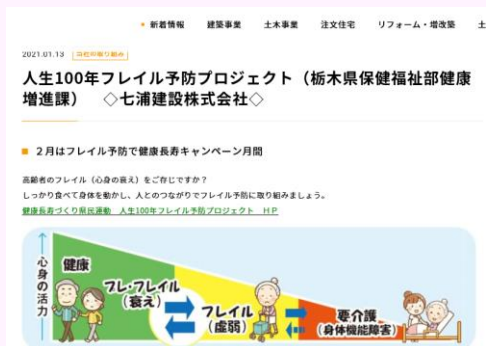 新着情報 建築事業 土木事業 注文住宅 リフォーム・増改築 土
2021.01.13 当社の取り組み
人生100年フレイル予防プロジェクト（栃木県保健福祉部健康
増進課） ◇七浦建設株式会社◇
２月はフレイル予防で健康長寿キャンペーン月間
高齢者のフレイル（心身の衰え）をご存じですか？
しっかり食べて身体を動かし、人とのつながりでフレイル予防に取り組みましょう。
健康長寿づくり県民運動 人生100年フレイル予防プロジェクト ＨＰ
心身の活力
健康
プレ・フレイル
（衰え）
フレイル
（虚弱）
要介護
（身体機能障害）